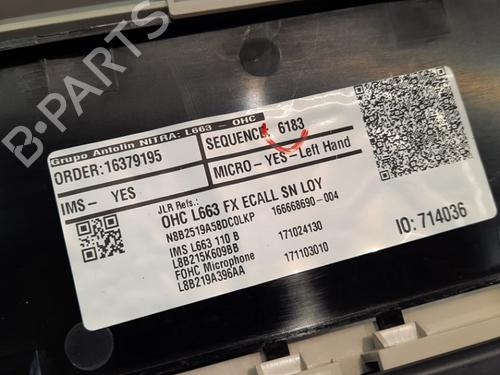 Grupo Antolin NITRA: L663 - OHC
ORDER:16379195
SEQUENCE: 6183
IMS- YES
MICRO-YES-Left Hand
JLR Refs.:
OHC L663 FX ECALL SN LOY
N8B2519A58DC0LKP 166668690-004
IMS L663 110 B 171024130
L8B215K609BB
FOHC Microphone 171103010
L8B219A396AA
IO:714036
B-PARTS